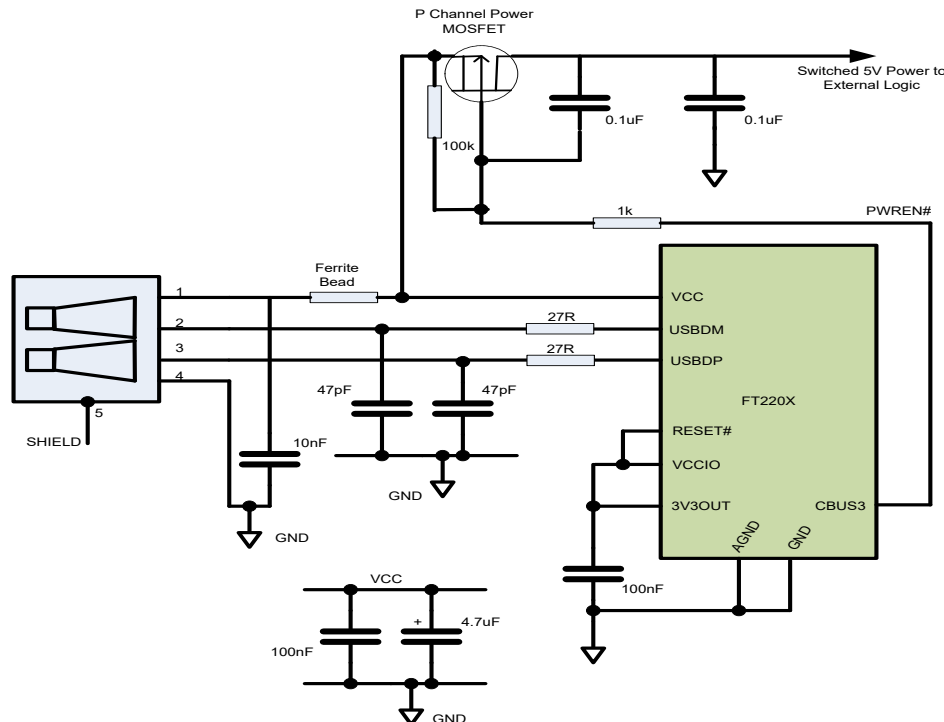 P Channel Power
MOSFET
Switched 5V Power to
External Logic
0.1uF
0.1uF
100k
1k
PWREN#
Ferrite
Bead
1
VCC
2
27R
USBDM
3
27R
USBDP
4
47pF
47pF
FT220X
5
SHIELD
10nF
RESET#
VCCIO
GND
3V3OUT
CBUS3
GND
AGND
GND
VCC
100nF
+
4.7uF
100nF
GND